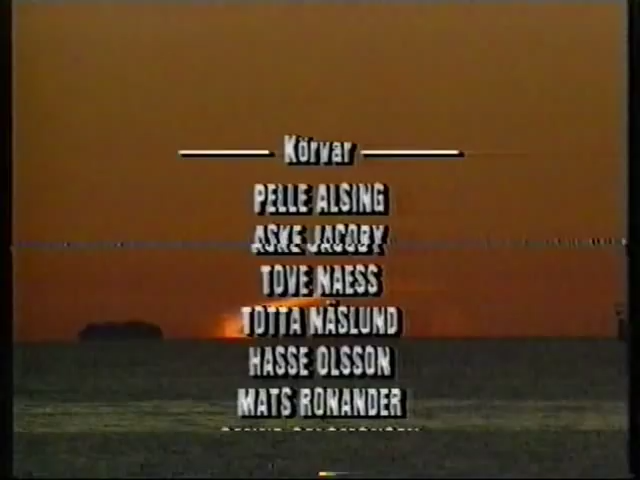 Körvar
PELLE ALSING
ASKE JACOBY
TOVE NAESS
TOTTA NÄSLUND
HASSE OLSSON
MATS RONANDER